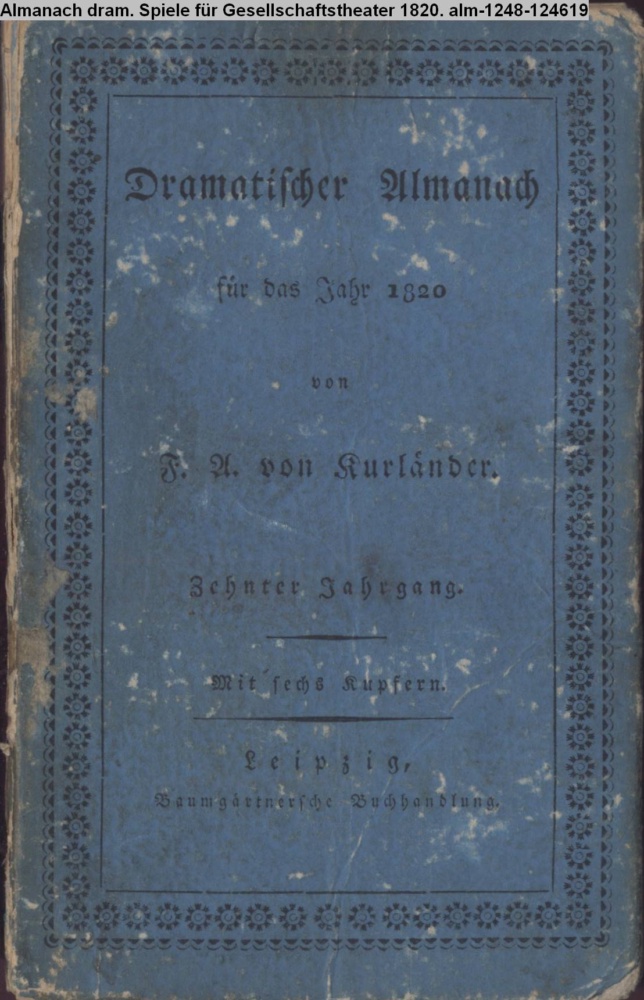 Almanach dram. Spiele für Gesellschaftstheater 1820. alm-1248-124619
Dramatischer Almanach
für das Jahr 1820
von
F. A. von Kurländer.
Zehnter Jahrgang.
Mit sechs Kupfern.
Leipzig,
Baumgärtnersche Buchhandlung.